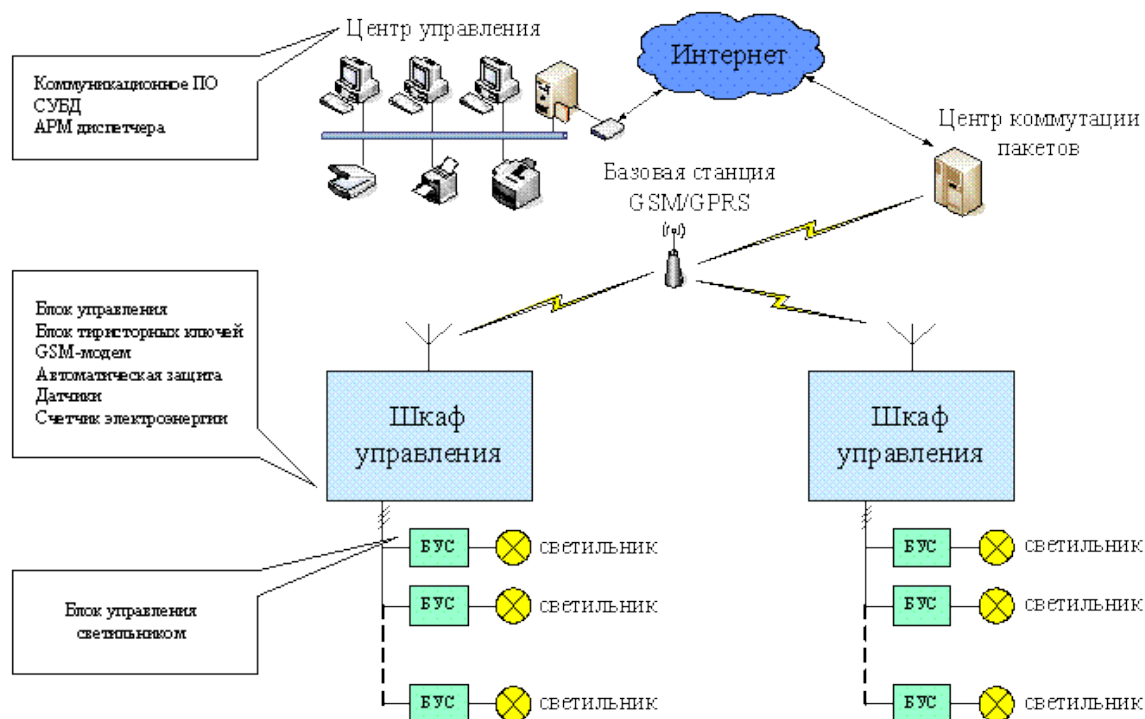 Центр управления
Интернет
Коммуникационное ПО
СУБД
АРМ диспетчера
Центр коммутации
пакетов
Базовая станция
GSM/GPRS
Блок управления
Блок тиристорных ключей
GSM-модем
Автоматическая защита
Датчики
Счетчик электроэнергии
Шкаф
управления
Шкаф
управления
БУС
светильник
БУС
светильник
БУС
светильник
БУС
светильник
Блок управления
светильником
БУС
светильник
БУС
светильник